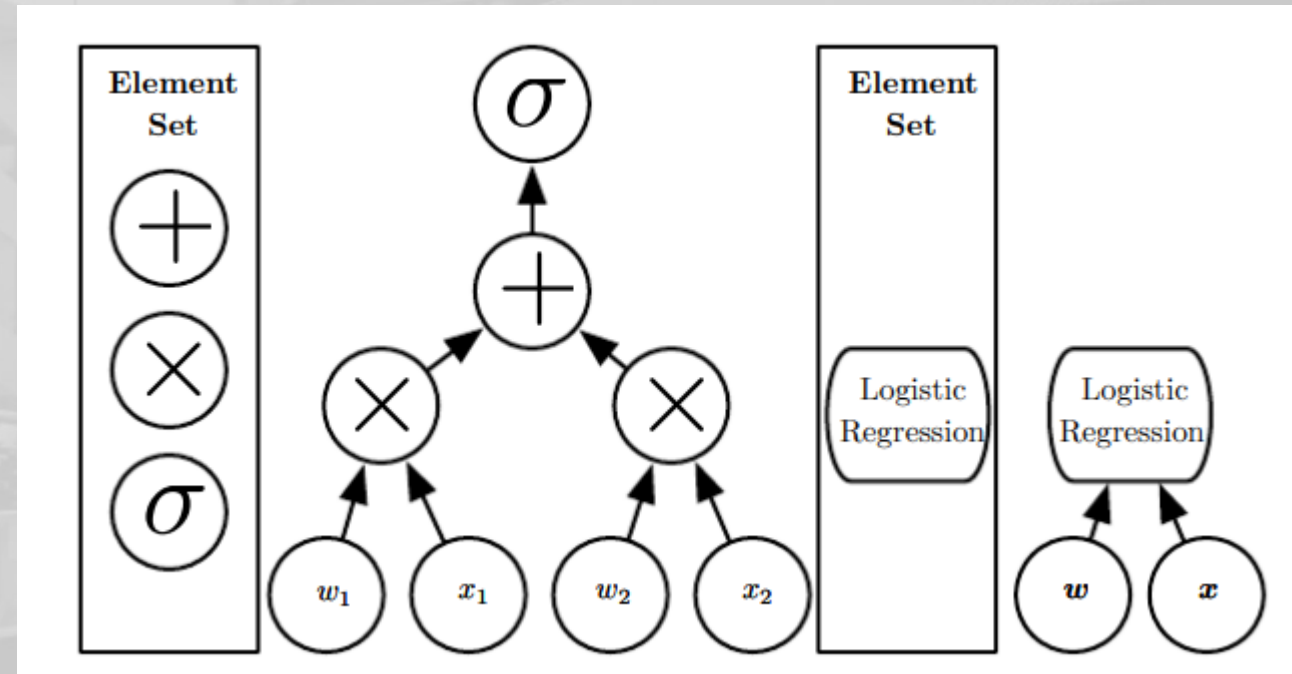 Element
Set
+
×
σ
σ
+
×
×
w₁
x₁
w₂
x₂
Element
Set
Logistic
Regression
Logistic
Regression
w
x